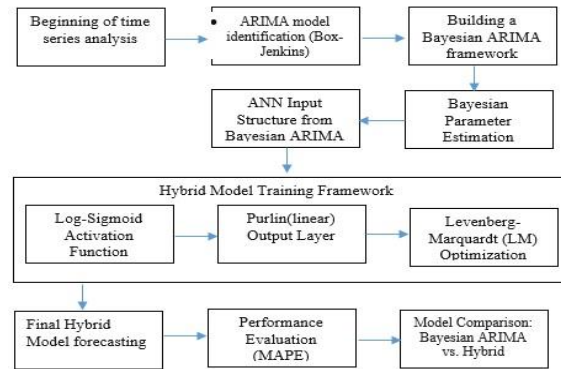 Beginning of time
series analysis
• ARIMA model
identification (Box-
Jenkins)
Building a
Bayesian ARIMA
framework
ANN Input
Structure from
Bayesian ARIMA
Bayesian
Parameter
Estimation
Hybrid Model Training Framework
Log-Sigmoid
Activation
Function
Purlin(linear)
Output Layer
Levenberg-
Marquardt (LM)
Optimization
Final Hybrid
Model forecasting
Performance
Evaluation
(MAPE)
Model Comparison:
Bayesian ARIMA
vs. Hybrid